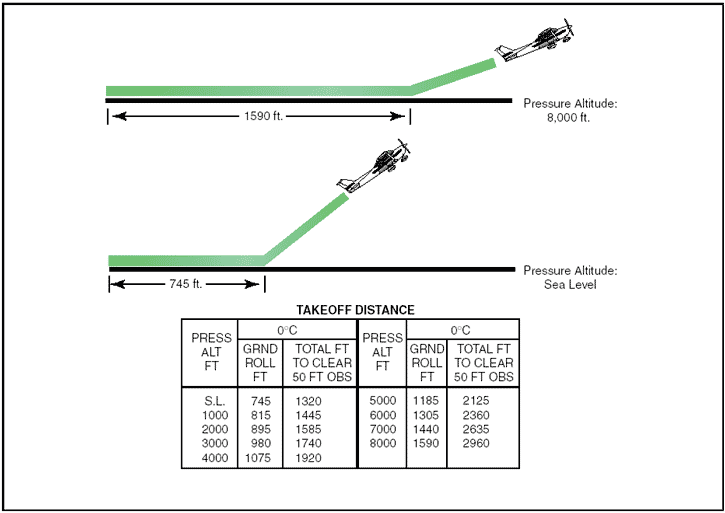 1590 ft.
Pressure Altitude:
8,000 ft.
745 ft.
Pressure Altitude:
Sea Level
TAKEOFF DISTANCE
PRESS ALT FT 0°C PRESS ALT FT 0°C
GRND ROLL FT TOTAL FT TO CLEAR 50 FT OBS GRND ROLL FT TOTAL FT TO CLEAR 50 FT OBS
S.L. 745 1320 5000 1185 2125
1000 815 1445 6000 1305 2360
2000 895 1585 7000 1440 2635
3000 980 1740 8000 1590 2960
4000 1075 1920